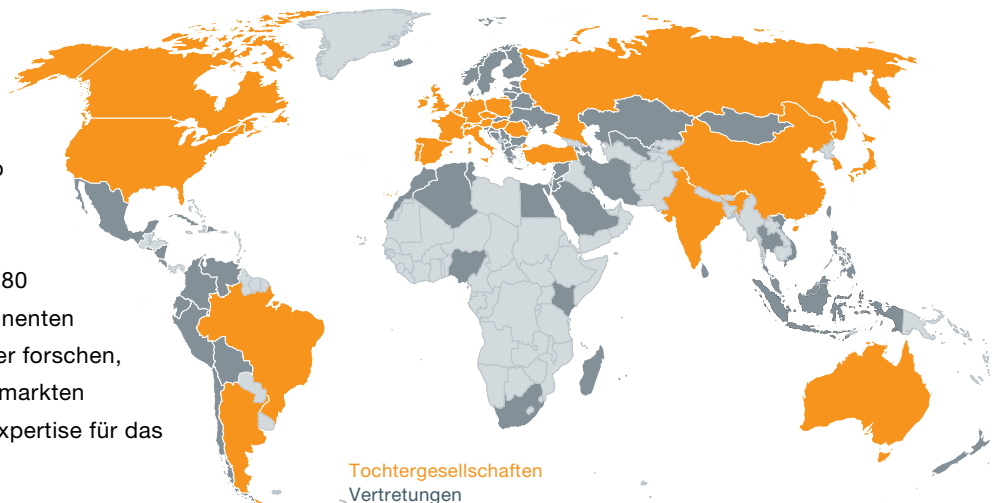 80
nenten
er forschen,
markten
xpertise für das
Tochtergesellschaften
Vertretungen